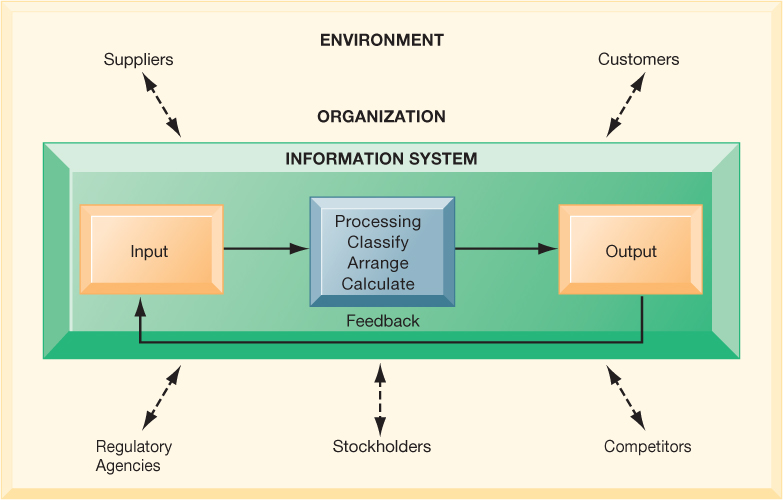 ENVIRONMENT
Suppliers
Customers
ORGANIZATION
INFORMATION SYSTEM
Input
Processing
Classify
Arrange
Calculate
Output
Feedback
Regulatory
Agencies
Stockholders
Competitors